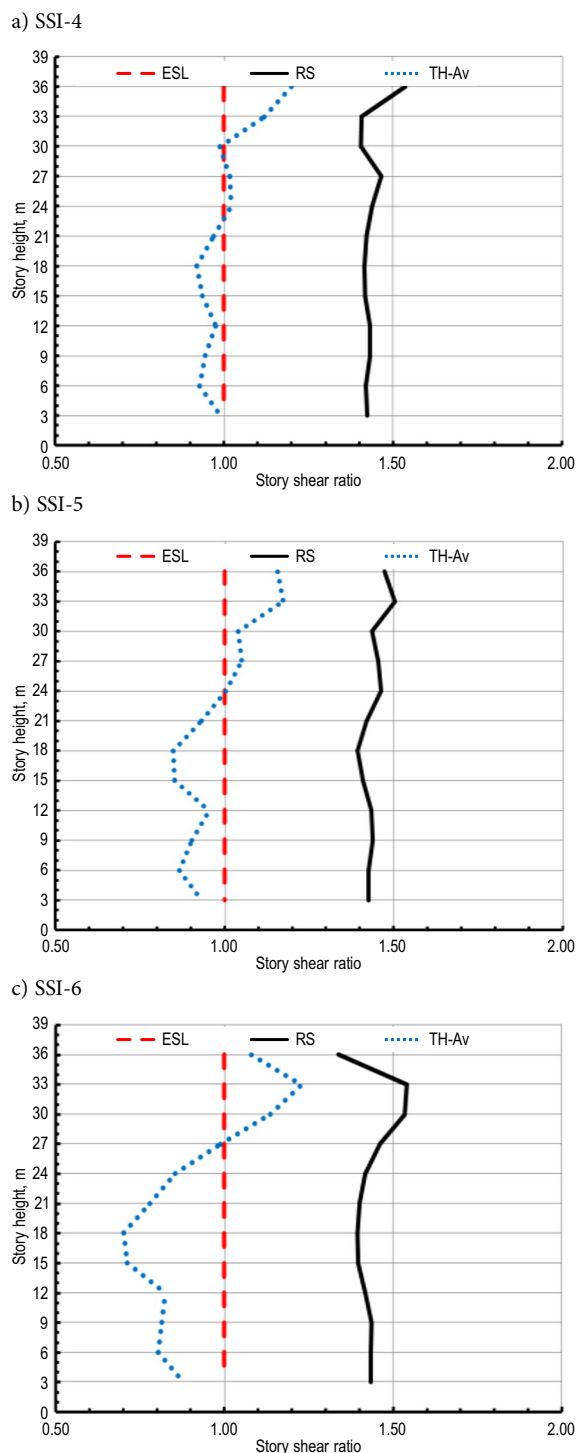 a) SSI-4
39
ESL RS TH-Av
36
33
30
27
24
21
18
15
12
9
6
3
0
Story height, m
0.50 1.00 1.50 2.00
Story shear ratio
b) SSI-5
39
ESL RS TH-Av
36
33
30
27
24
21
18
15
12
9
6
3
0
Story height, m
0.50 1.00 1.50 2.00
Story shear ratio
c) SSI-6
39
ESL RS TH-Av
36
33
30
27
24
21
18
15
12
9
6
3
0
Story height, m
0.50 1.00 1.50 2.00
Story shear ratio